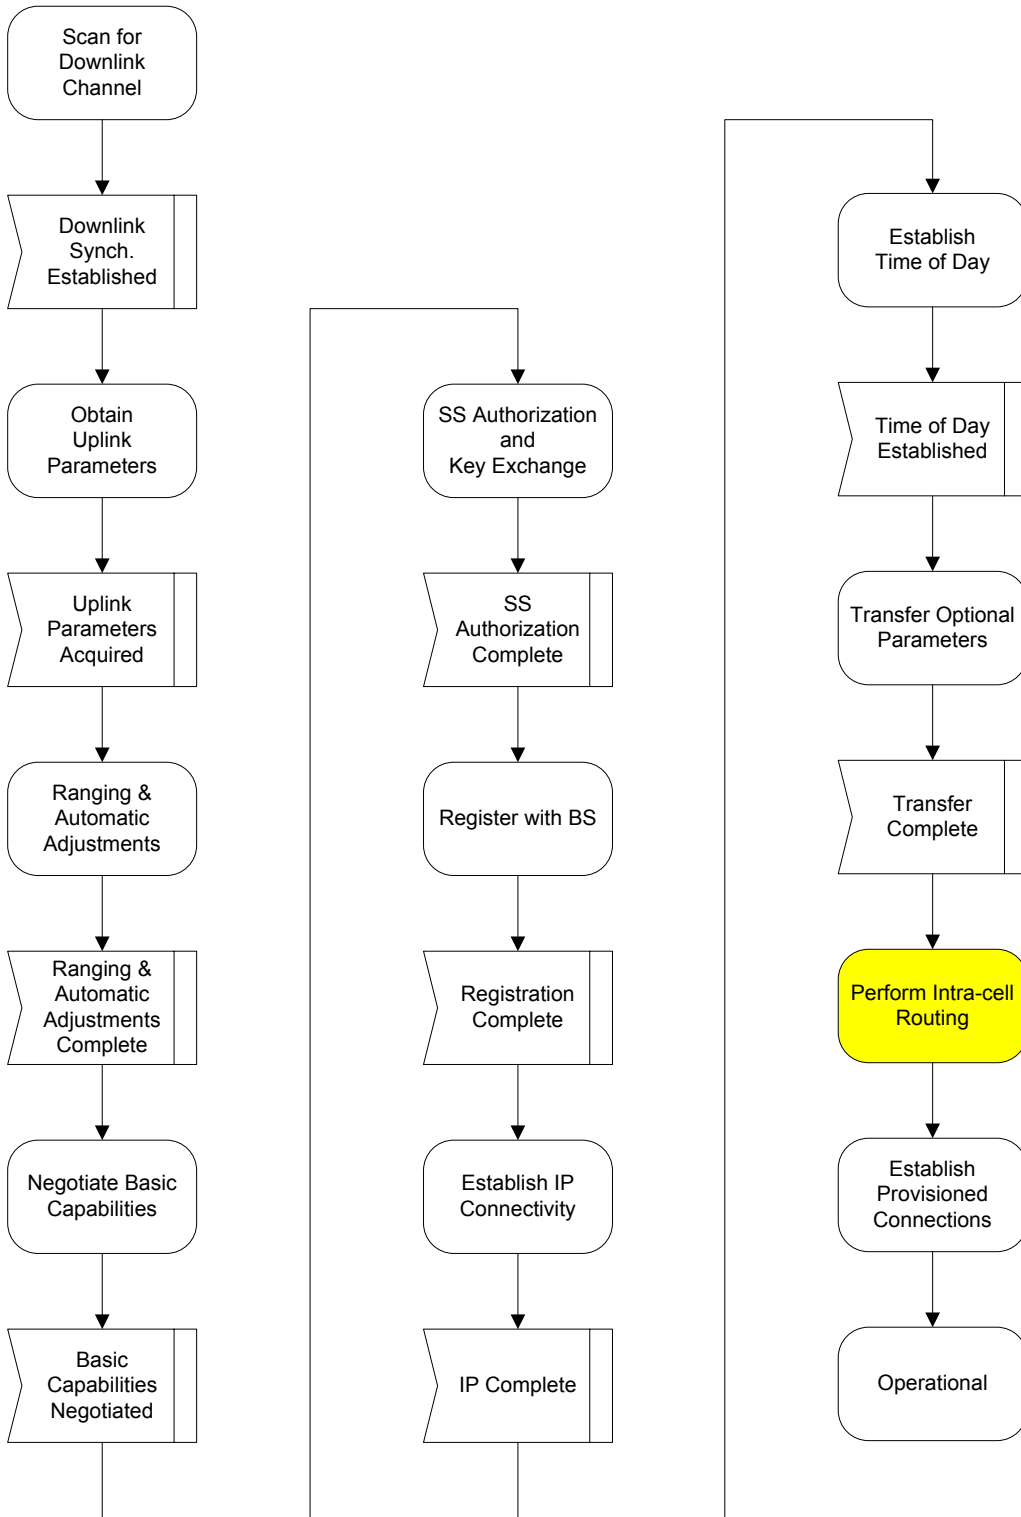 Scan for
Downlink
Channel
Downlink
Synch.
Established
Obtain
Uplink
Parameters
Uplink
Parameters
Acquired
Ranging &
Automatic
Adjustments
Ranging &
Automatic
Adjustments
Complete
Negotiate Basic
Capabilities
Basic
Capabilities
Negotiated
SS Authorization
and
Key Exchange
SS
Authorization
Complete
Register with BS
Registration
Complete
Establish IP
Connectivity
IP Complete
Establish
Time of Day
Time of Day
Established
Transfer Optional
Parameters
Transfer
Complete
Perform Intra-cell
Routing
Establish
Provisioned
Connections
Operational